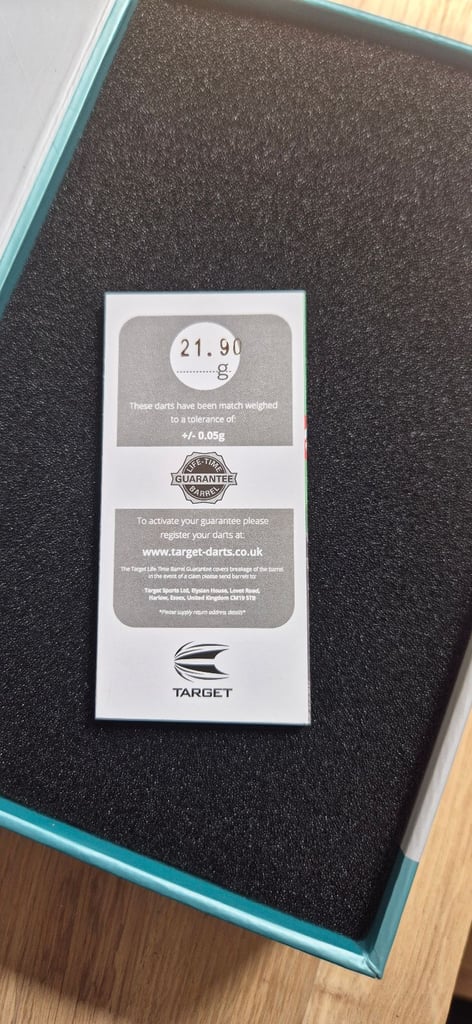 21.90
g
These darts have been match weighed
to a tolerance of:
+/- 0.05g
LIFE-TIME
GUARANTEE
BARREL
To activate your guarantee please
register your darts at:
www.target-darts.co.uk
The Target Life Time Barrel Guarantee covers breakage of the barrel
in the event of a claim please send barrels to:
Target Sports Ltd, Elysian House, Lovet Road,
Harlow, Essex, United Kingdom CM19 5TB
*Please supply return address details*
TARGET